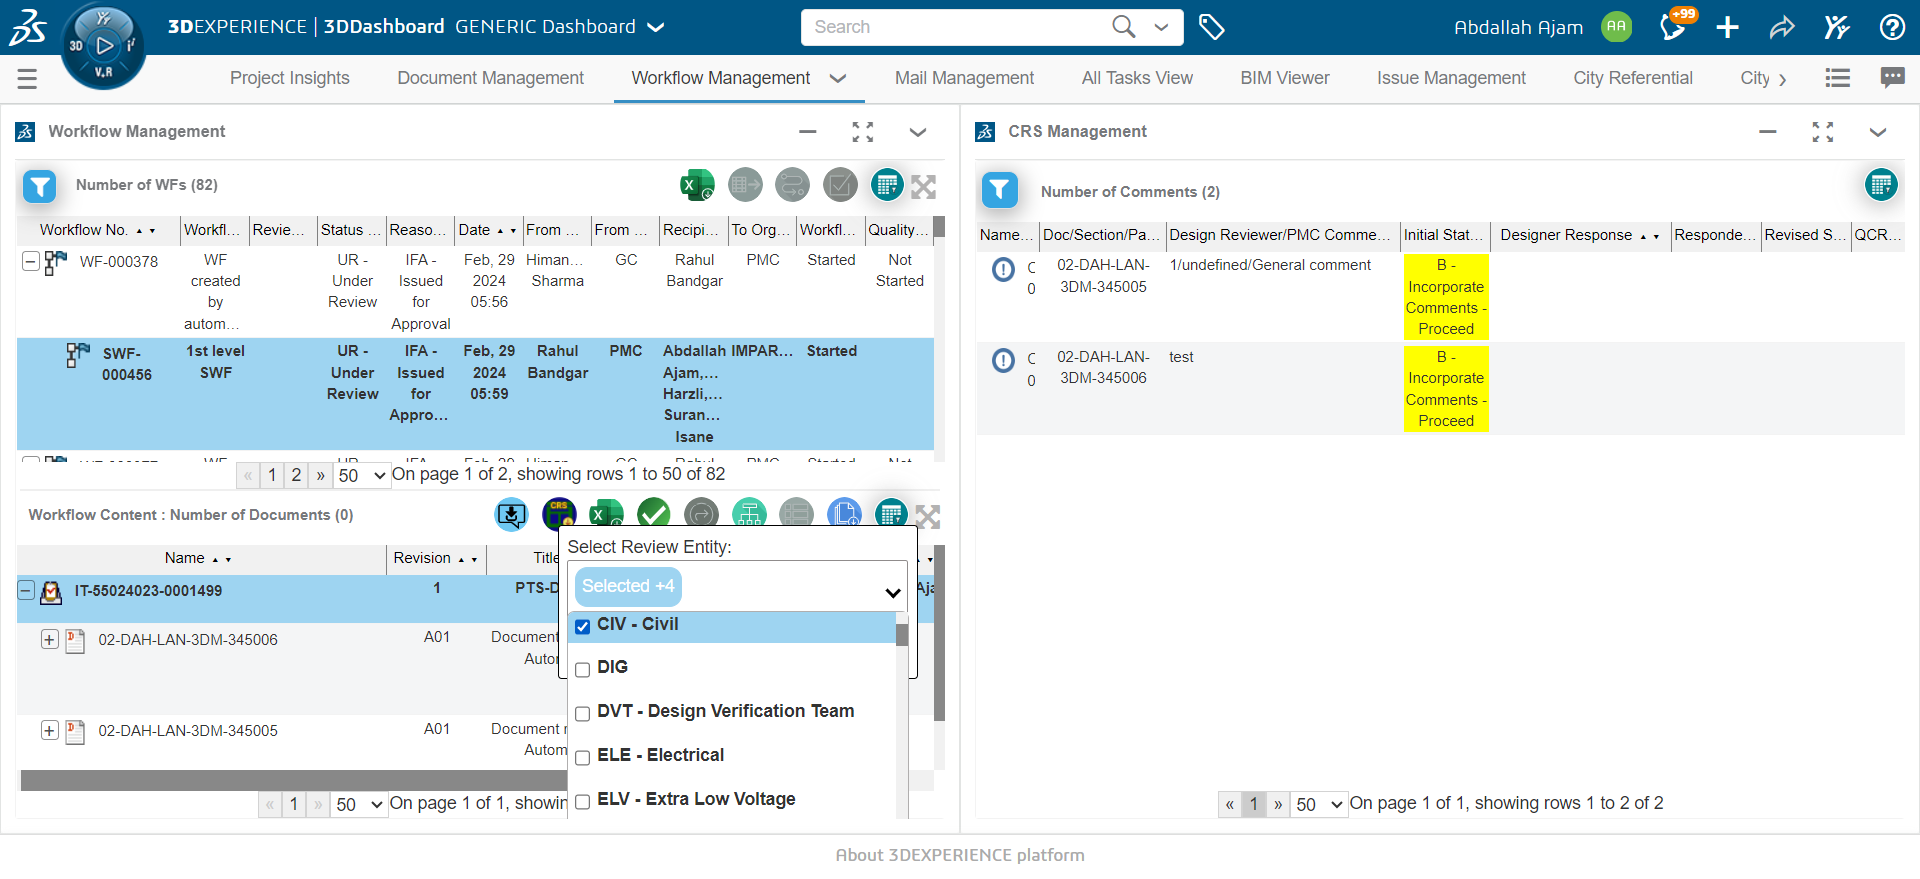 3DEXPERIENCE | 3DDashboard GENERIC Dashboard
Search
Abdallah Ajam AA +99
3D V.R
Project Insights Document Management Workflow Management Mail Management All Tasks View BIM Viewer Issue Management City Referential City
Workflow Management
Number of WFs (82)
Workflow No. Workfl... Revie... Status ... Reaso... Date From ... From ... Recipi... To Org... Workfl... Quality...
WF-000378 WF UR - IFA - Feb, 29 Himan... GC Rahul PMC Started Not
created Under Issued 2024 Sharma Bandgar Started
by Review for 05:56
autom... Approval
SWF- 1st level UR - IFA - Feb, 29 Rahul PMC Abdallah IMPAR... Started
000456 SWF Under Issued 2024 Bandgar Ajam,...
Review for 05:59 Harzli,...
Appro... Suran...
Isane
« 1 2 » 50 On page 1 of 2, showing rows 1 to 50 of 82
Workflow Content : Number of Documents (0)
CRS
Name Revision Title
IT-55024023-0001499 1 PTS-D
02-DAH-LAN-3DM-345006 A01 Document
Autom
02-DAH-LAN-3DM-345005 A01 Document
Autom
« 1 » 50 On page 1 of 1, showin
Select Review Entity:
Selected +4
CIV - Civil
DIG
DVT - Design Verification Team
ELE - Electrical
ELV - Extra Low Voltage
CRS Management
Number of Comments (2)
Name... Doc/Section/Pa... Design Reviewer/PMC Comme... Initial Stat... Designer Response Responde... Revised S... QCR...
C 02-DAH-LAN- 1/undefined/General comment B -
0 3DM-345005 Incorporate
Comments -
Proceed
C 02-DAH-LAN- test B -
0 3DM-345006 Incorporate
Comments -
Proceed
« 1 » 50 On page 1 of 1, showing rows 1 to 2 of 2
About 3DEXPERIENCE platform